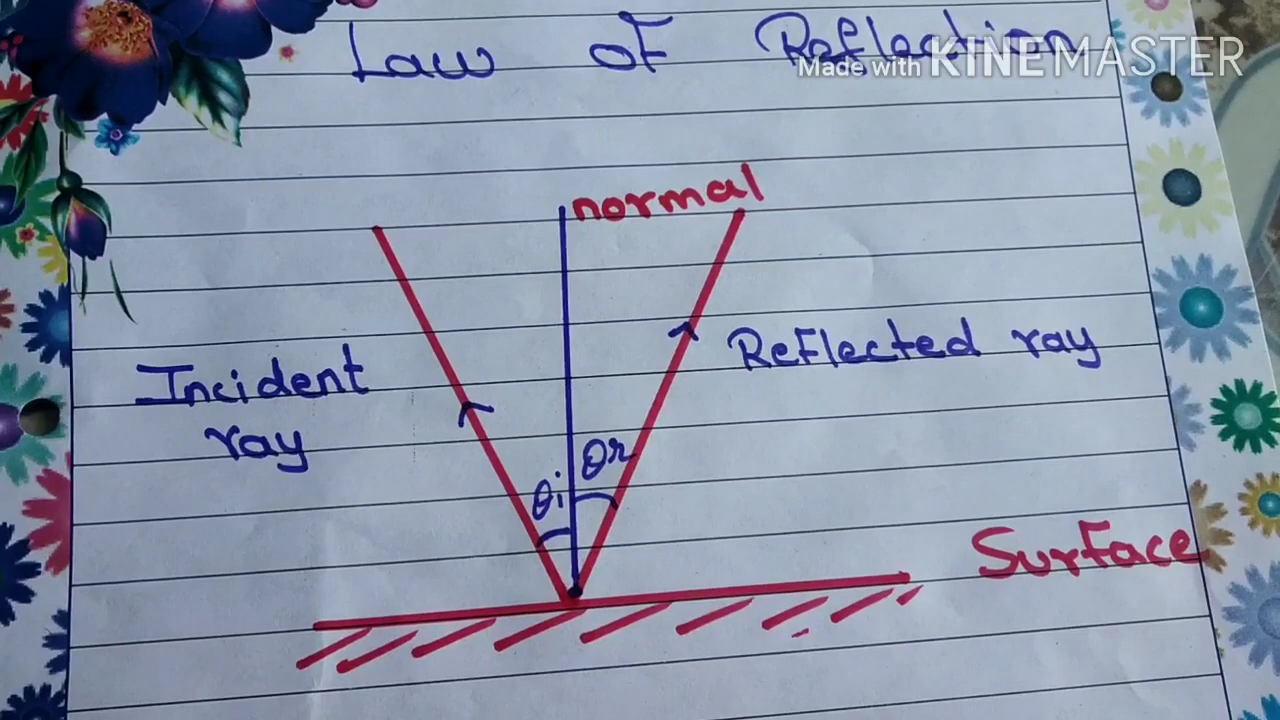 Law of Reflection
Made with KINEMASTER
normal
Incident
ray
Reflected ray
θi
θr
Surface